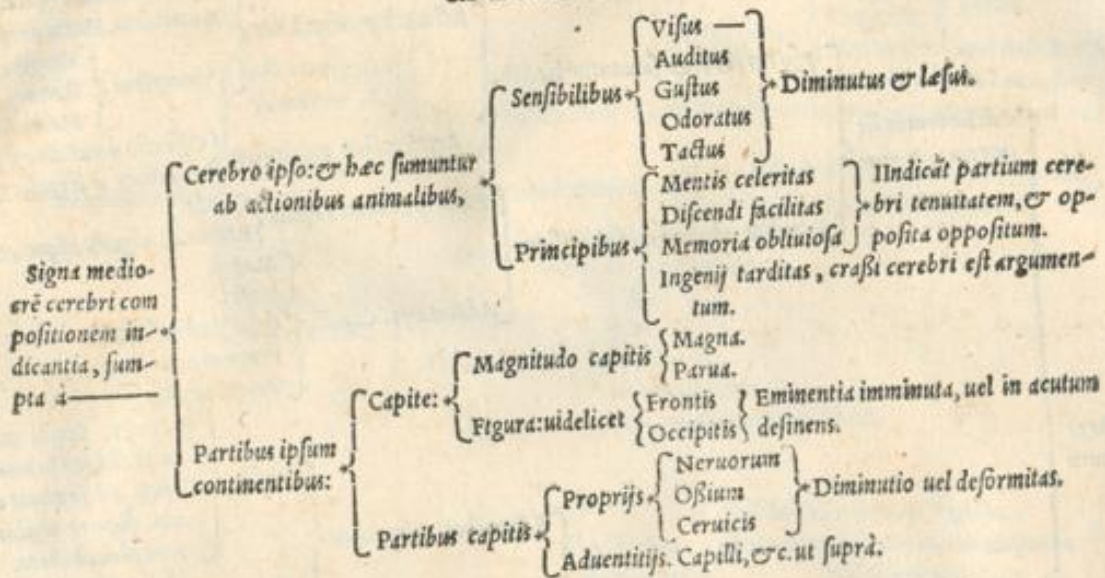 Signa medio-
crē cerebri com
positionem in-
dicantia, sum-
pta à
Cerebro ipso: & hæc sumuntur
ab actionibus animalibus,
Sensibilibus
Visus
Auditus
Gustus
Odoratus
Tactus
Diminutus & læsus.
Principibus
Mentis celeritas
Discendi facilitas
Memoria obliuiosa
IIndicāt partium cere-
bri tenuitatem, & op-
posita oppositum.
Ingenij tarditas, craßi cerebri est argumen-
tum.
Partibus ipsum
continentibus:
Capite:
Magnitudo capitis
Magna.
Parua.
Figura: uidelicet
Frontis
Occipitis
Eminentia imminuta, uel in acutum
desinens.
Partibus capitis
Proprijs
Neruorum
Oßium
Ceruicis
Diminutio uel deformitas.
Aduentitijs. Capilli, &c. ut suprà.